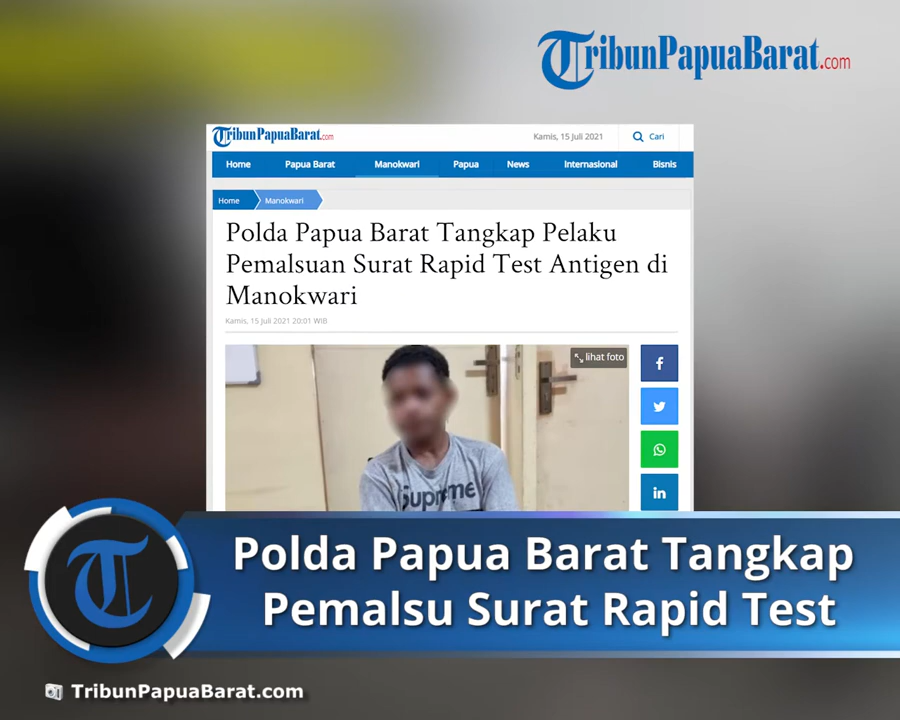 TribunPapuaBarat.com
TribunPapuaBarat.com
Kamis, 15 Juli 2021
Cari
Home Papua Barat Manokwari Papua News Internasional Bisnis
Home Manokwari
Polda Papua Barat Tangkap Pelaku
Pemalsuan Surat Rapid Test Antigen di
Manokwari
Kamis, 15 Juli 2021 20:01 WIB
lihat foto
Supreme
Polda Papua Barat Tangkap
Pemalsu Surat Rapid Test
TribunPapuaBarat.com